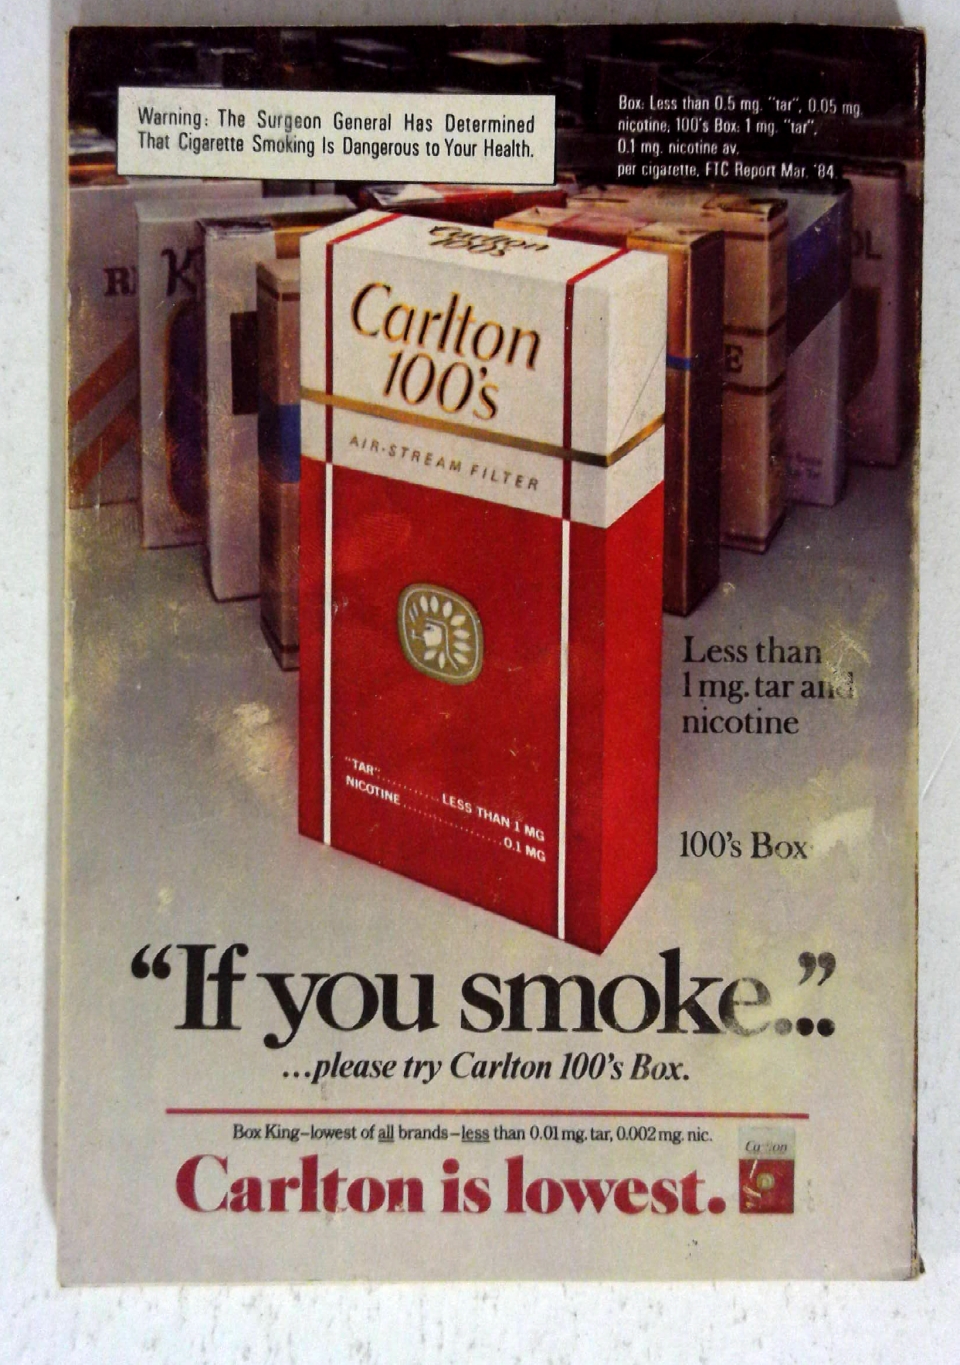 Warning: The Surgeon General Has Determined
That Cigarette Smoking Is Dangerous to Your Health.
Box: Less than 0.5 mg. "tar", 0.05 mg.
nicotine; 100's Box: 1 mg. "tar",
0.1 mg. nicotine av.
per cigarette, FTC Report Mar. '84.
Carlton
100's
Carlton
100's
AIR-STREAM FILTER
E
OL
Less than
1 mg. tar and
nicotine
"TAR"..........LESS THAN 1 MG
NICOTINE..................0.1 MG
100's Box
"If you smoke..."
...please try Carlton 100's Box.
Box King–lowest of all brands–less than 0.01 mg. tar, 0.002 mg. nic.
Carlton is lowest.
Carlton